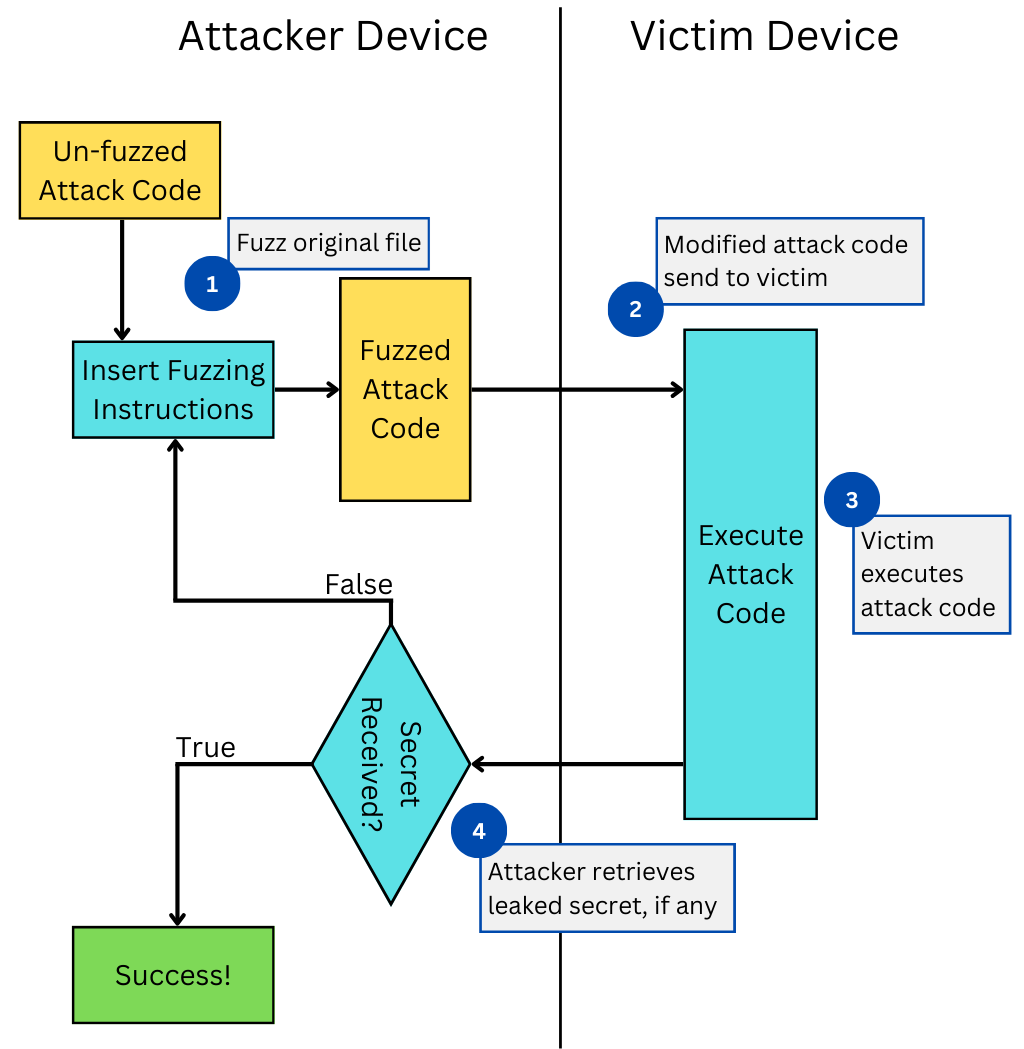 Attacker Device
Victim Device
Un-fuzzed
Attack Code
1
Fuzz original file
2
Modified attack code
send to victim
Insert Fuzzing
Instructions
Fuzzed
Attack
Code
Execute
Attack
Code
3
Victim
executes
attack code
False
Secret
Received?
True
4
Attacker retrieves
leaked secret, if any
Success!